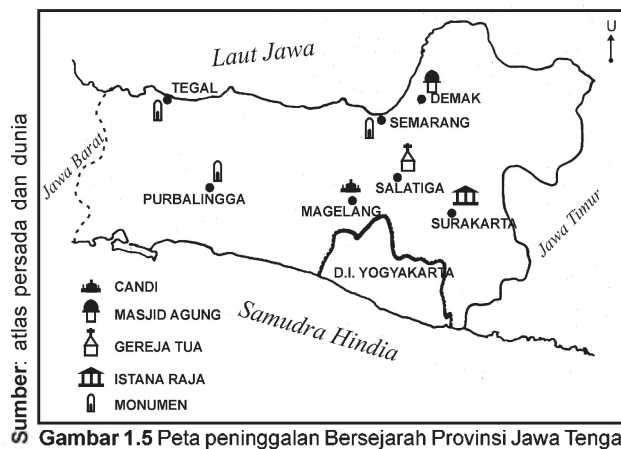 Laut Jawa
U
TEGAL
DEMAK
SEMARANG
Jawa Barat
SALATIGA
PURBALINGGA
MAGELANG
SURAKARTA
Jawa Timur
D.I. YOGYAKARTA
CANDI
MASJID AGUNG
GEREJA TUA
ISTANA RAJA
MONUMEN
Samudra Hindia
Sumber: atlas persada dan dunia
Gambar 1.5 Peta peninggalan Bersejarah Provinsi Jawa Tenga